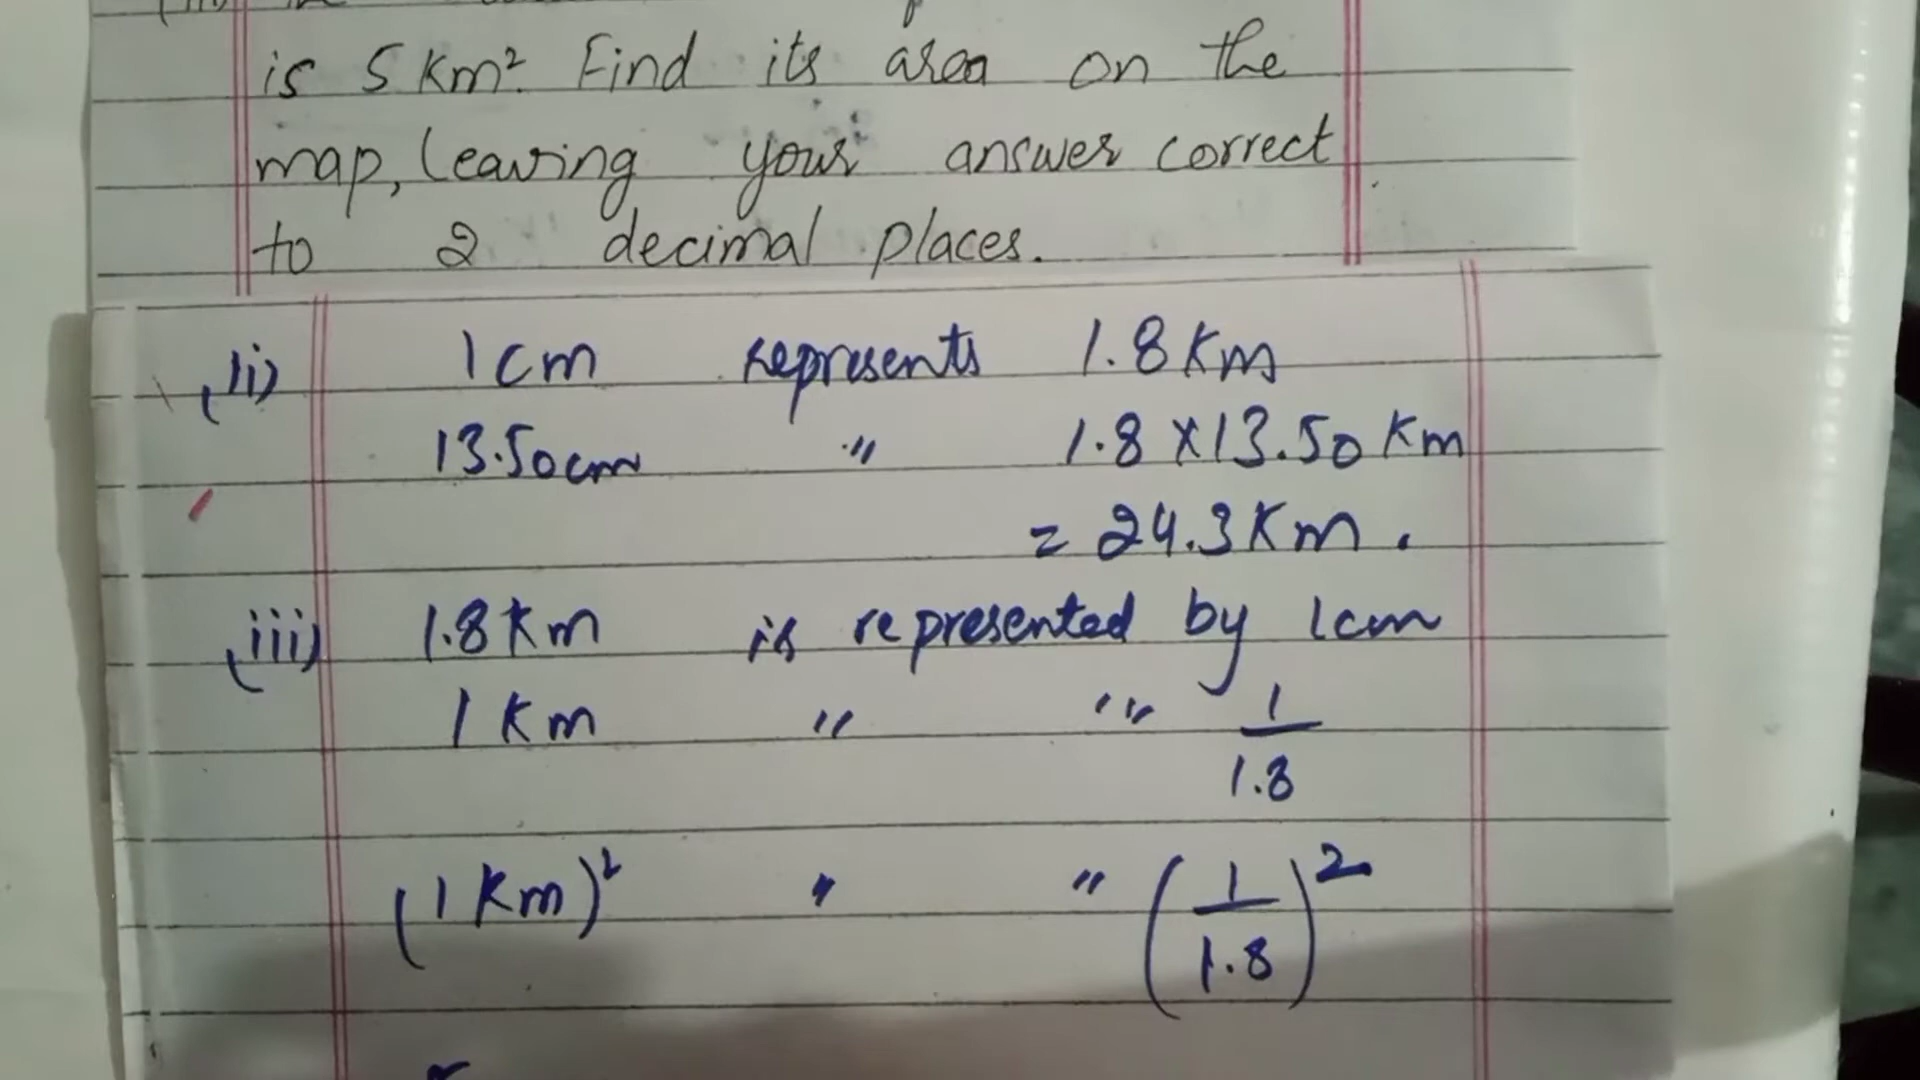 is 5 Km². Find its area on the
map, leaving your answer correct
to 2 decimal places.
(ii) 1 cm represents 1.8 Km
13.50cm " 1.8 × 13.50 Km
= 24.3 Km.
(iii) 1.8 Km is represented by 1cm
1 Km " " 1/1.8
(1 Km)² " " (1/1.8)²